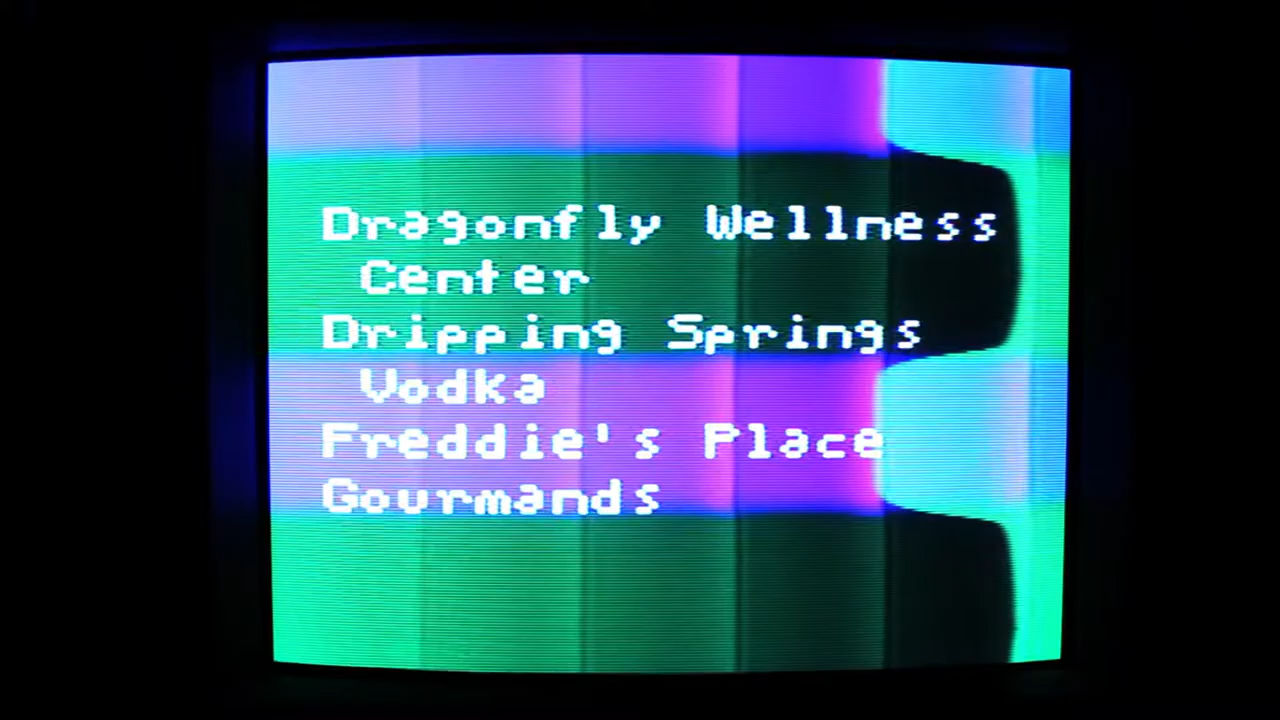 Dragonfly Wellness
Center
Dripping Springs
Vodka
Freddie's Place
Gourmands